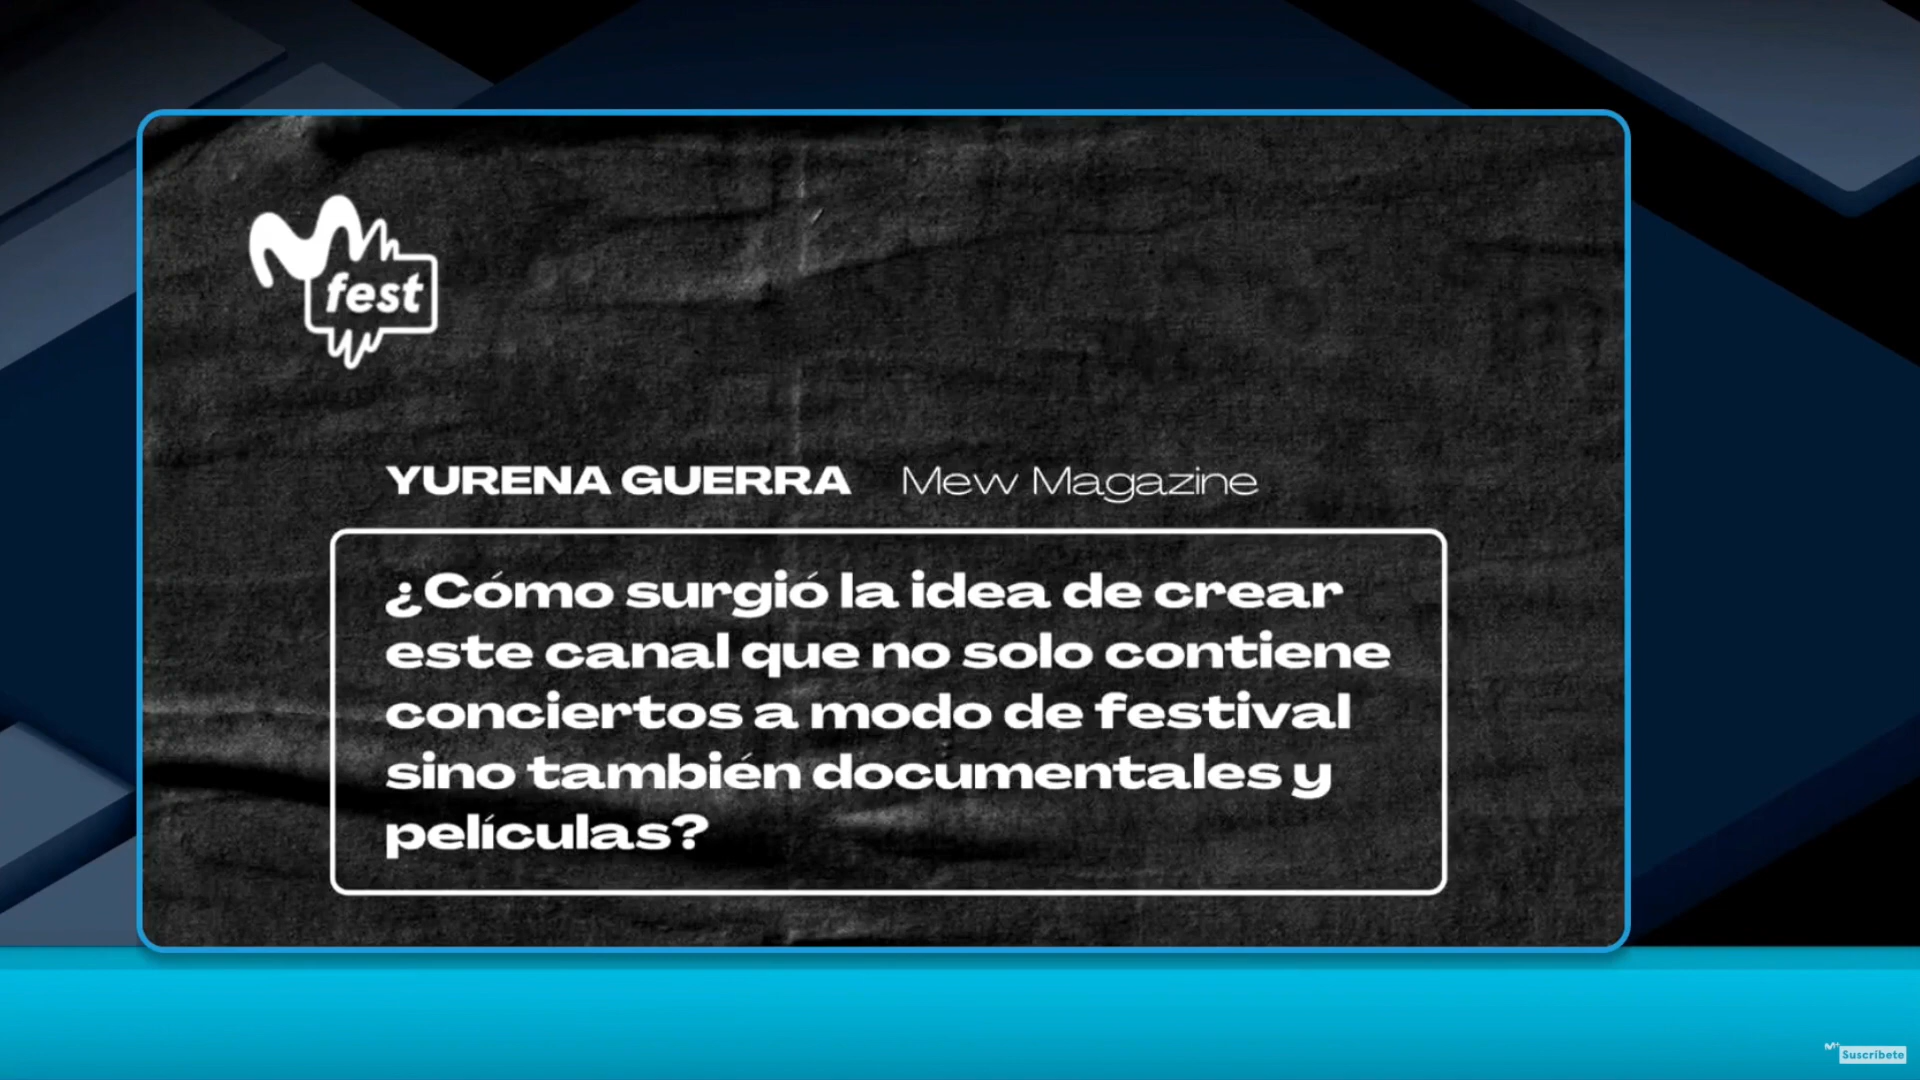 fest
YURENA GUERRA Mew Magazine
¿Cómo surgió la idea de crear
este canal que no solo contiene
conciertos a modo de festival
sino también documentales y
películas?
M+
Suscríbete